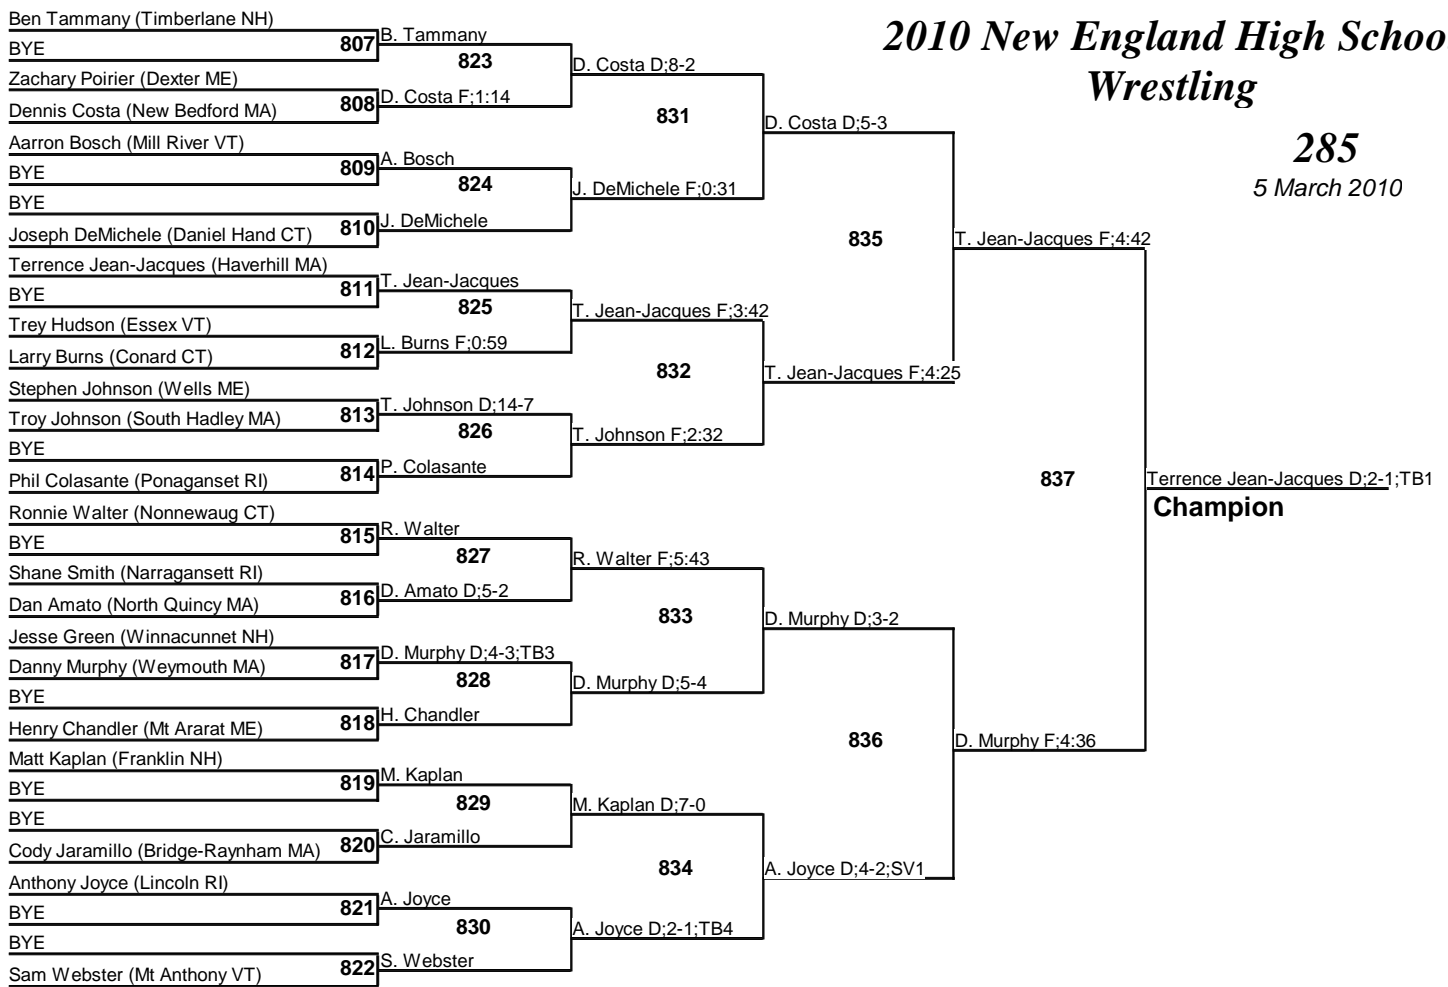 2010 New England High Schoo
Wrestling
285
5 March 2010
Ben Tammany (Timberlane NH)
BYE
807
Zachary Poirier (Dexter ME)
Dennis Costa (New Bedford MA)
808
Aarron Bosch (Mill River VT)
BYE
809
BYE
Joseph DeMichele (Daniel Hand CT)
810
Terrence Jean-Jacques (Haverhill MA)
BYE
811
Trey Hudson (Essex VT)
Larry Burns (Conard CT)
812
Stephen Johnson (Wells ME)
Troy Johnson (South Hadley MA)
813
BYE
Phil Colasante (Ponaganset RI)
814
Ronnie Walter (Nonnewaug CT)
BYE
815
Shane Smith (Narragansett RI)
Dan Amato (North Quincy MA)
816
Jesse Green (Winnacunnet NH)
Danny Murphy (Weymouth MA)
817
BYE
Henry Chandler (Mt Ararat ME)
818
Matt Kaplan (Franklin NH)
BYE
819
BYE
Cody Jaramillo (Bridge-Raynham MA)
820
Anthony Joyce (Lincoln RI)
BYE
821
BYE
Sam Webster (Mt Anthony VT)
822
B. Tammany
823
D. Costa F;1:14
A. Bosch
824
J. DeMichele
T. Jean-Jacques
825
L. Burns F;0:59
T. Johnson D;14-7
826
P. Colasante
R. Walter
827
D. Amato D;5-2
D. Murphy D;4-3;TB3
828
H. Chandler
M. Kaplan
829
C. Jaramillo
A. Joyce
830
S. Webster
D. Costa D;8-2
831
J. DeMichele F;0:31
T. Jean-Jacques F;3:42
832
T. Johnson F;2:32
R. Walter F;5:43
833
D. Murphy D;5-4
M. Kaplan D;7-0
834
A. Joyce D;2-1;TB4
D. Costa D;5-3
835
T. Jean-Jacques F;4:25
D. Murphy D;3-2
836
A. Joyce D;4-2;SV1
T. Jean-Jacques F;4:42
837
D. Murphy F;4:36
Terrence Jean-Jacques D;2-1;TB1
Champion